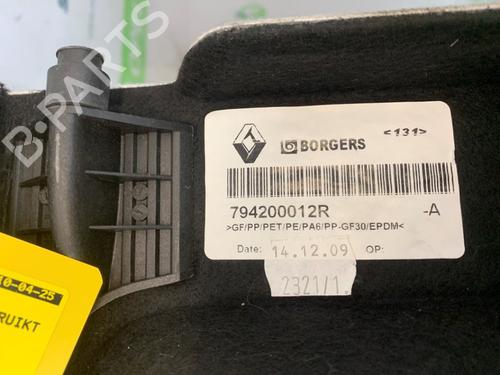 B-PARTS
BORGERS
<131>
794200012R -A
>GF/PP/PET/PE/PA6/PP-GF30/EPDM<
Date: 14.12.09 OP:
2321/1.
10-04-25
RUIKT